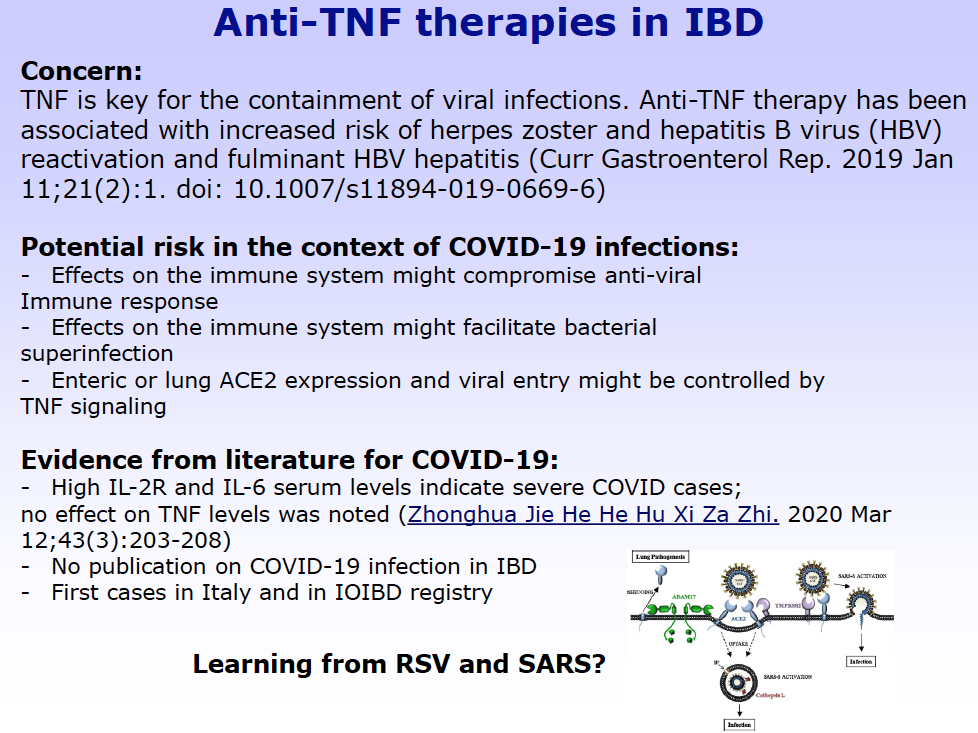 Anti-TNF therapies in IBD
Concern:
TNF is key for the containment of viral infections. Anti-TNF therapy has been
associated with increased risk of herpes zoster and hepatitis B virus (HBV)
reactivation and fulminant HBV hepatitis (Curr Gastroenterol Rep. 2019 Jan
11;21(2):1. doi: 10.1007/s11894-019-0669-6)
Potential risk in the context of COVID-19 infections:
- Effects on the immune system might compromise anti-viral
Immune response
- Effects on the immune system might facilitate bacterial
superinfection
- Enteric or lung ACE2 expression and viral entry might be controlled by
TNF signaling
Evidence from literature for COVID-19:
- High IL-2R and IL-6 serum levels indicate severe COVID cases;
no effect on TNF levels was noted (Zhonghua Jie He He Hu Xi Za Zhi. 2020 Mar
12;43(3):203-208)
- No publication on COVID-19 infection in IBD
- First cases in Italy and in IOIBD registry
Learning from RSV and SARS?
Lung Pathogenesis
SHEDDING
ADAM17
ACE2
TMPRSS2
SARS-S ACTIVATION
UPTAKE
Infection
SARS-S ACTIVATION
Cathepsin L
Infection